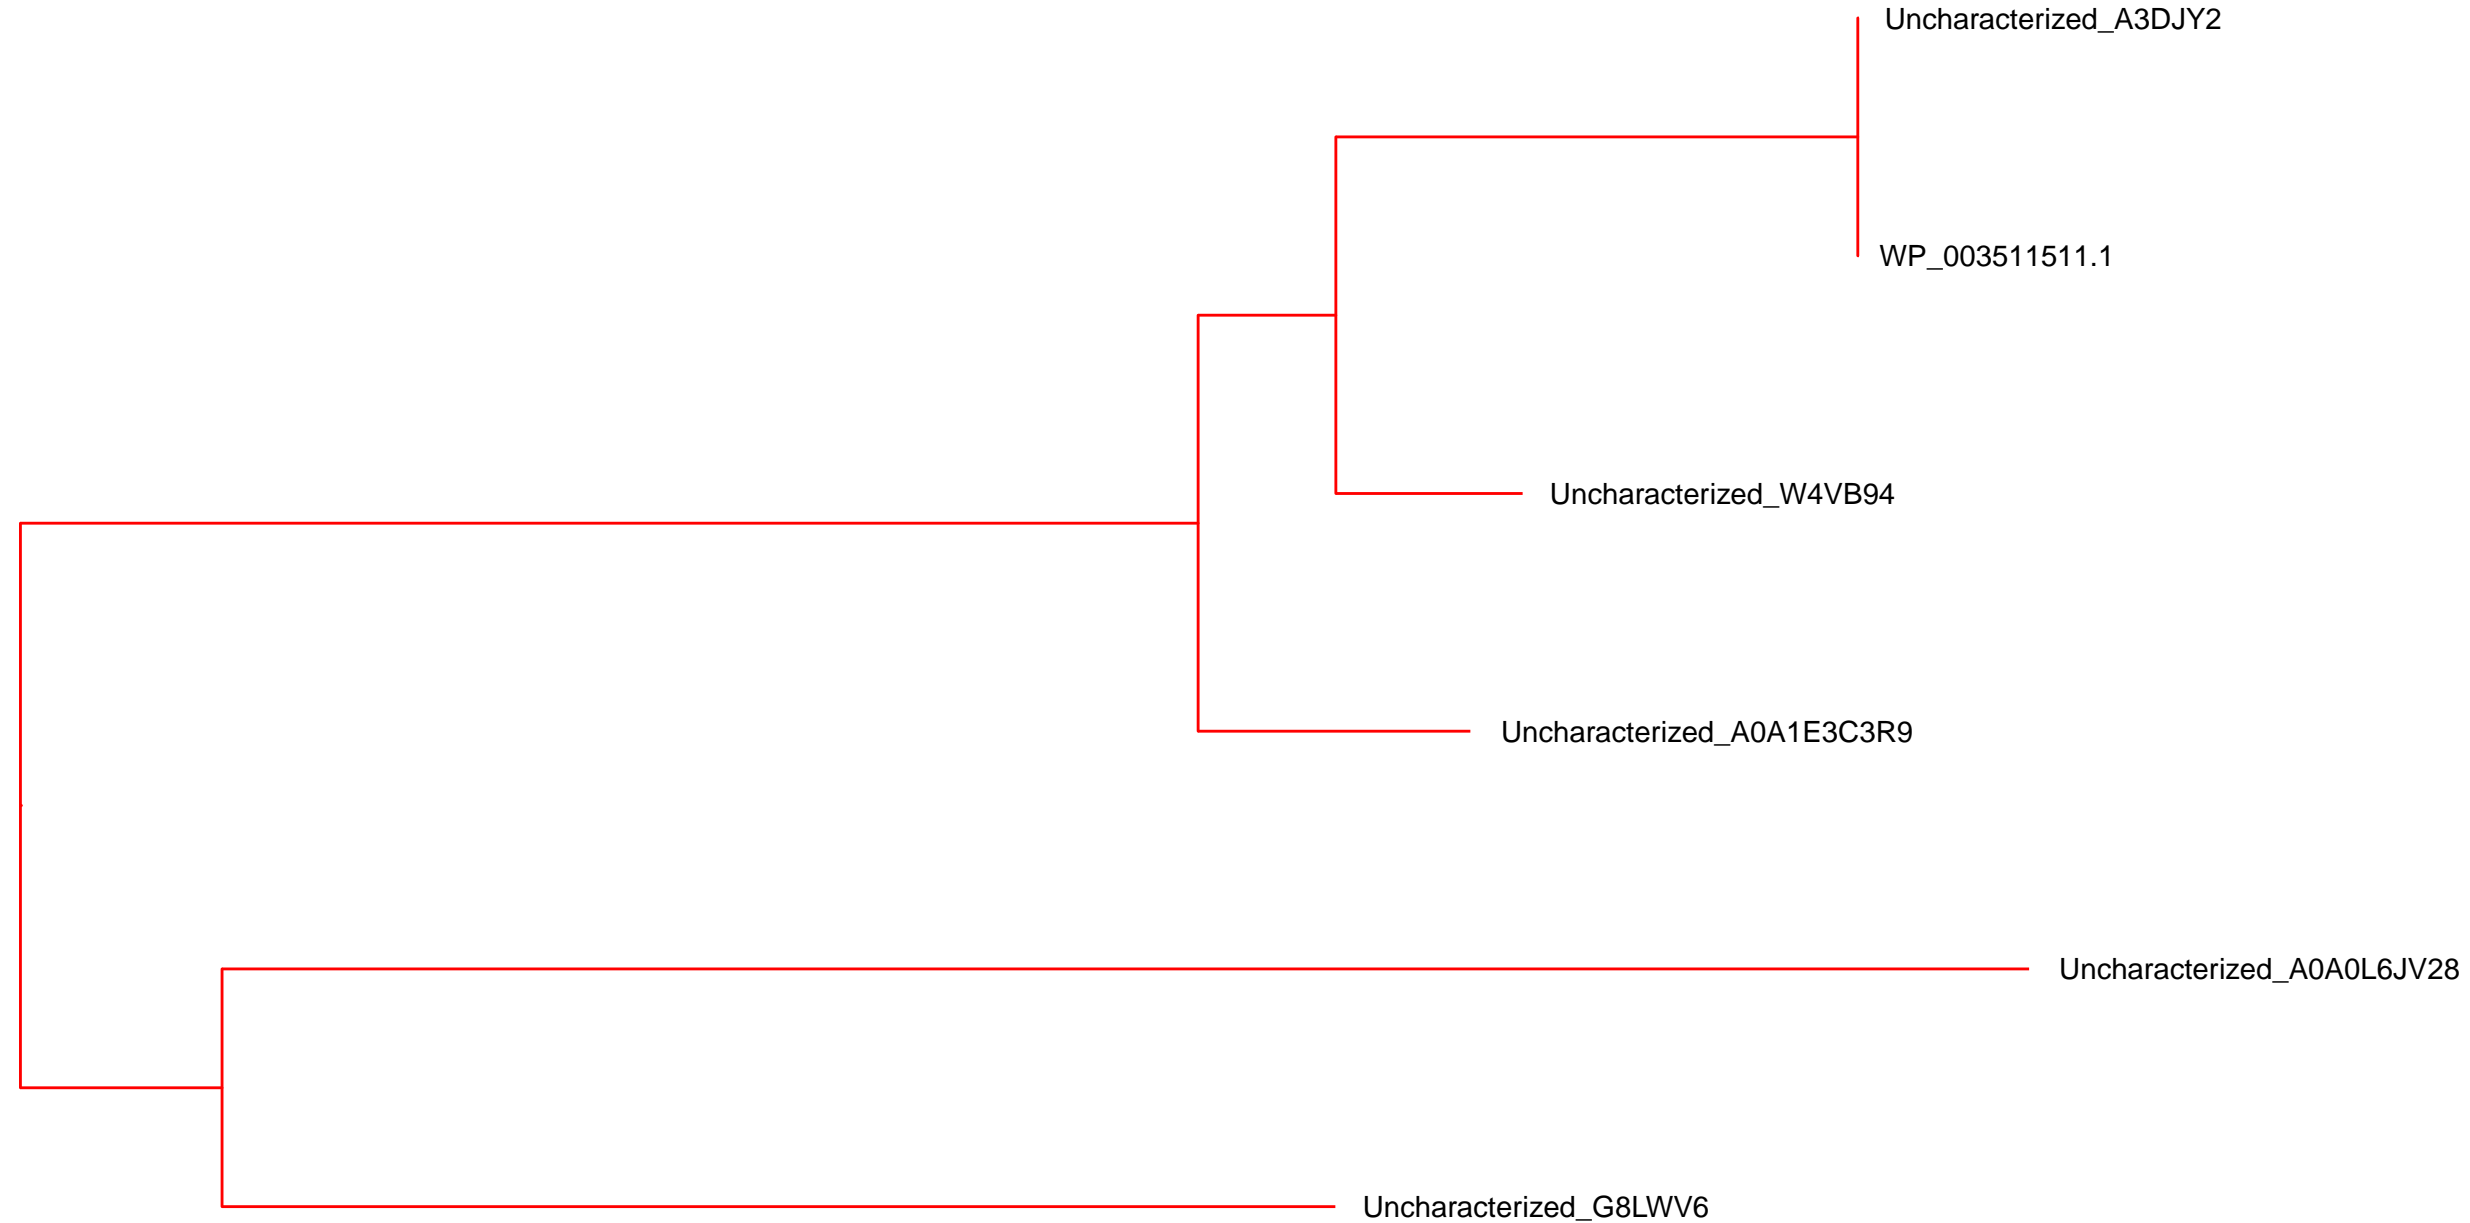 Uncharacterized_A3DJY2
WP_003511511.1
Uncharacterized_W4VB94
Uncharacterized_A0A1E3C3R9
Uncharacterized_A0A0L6JV28
Uncharacterized_G8LWV6